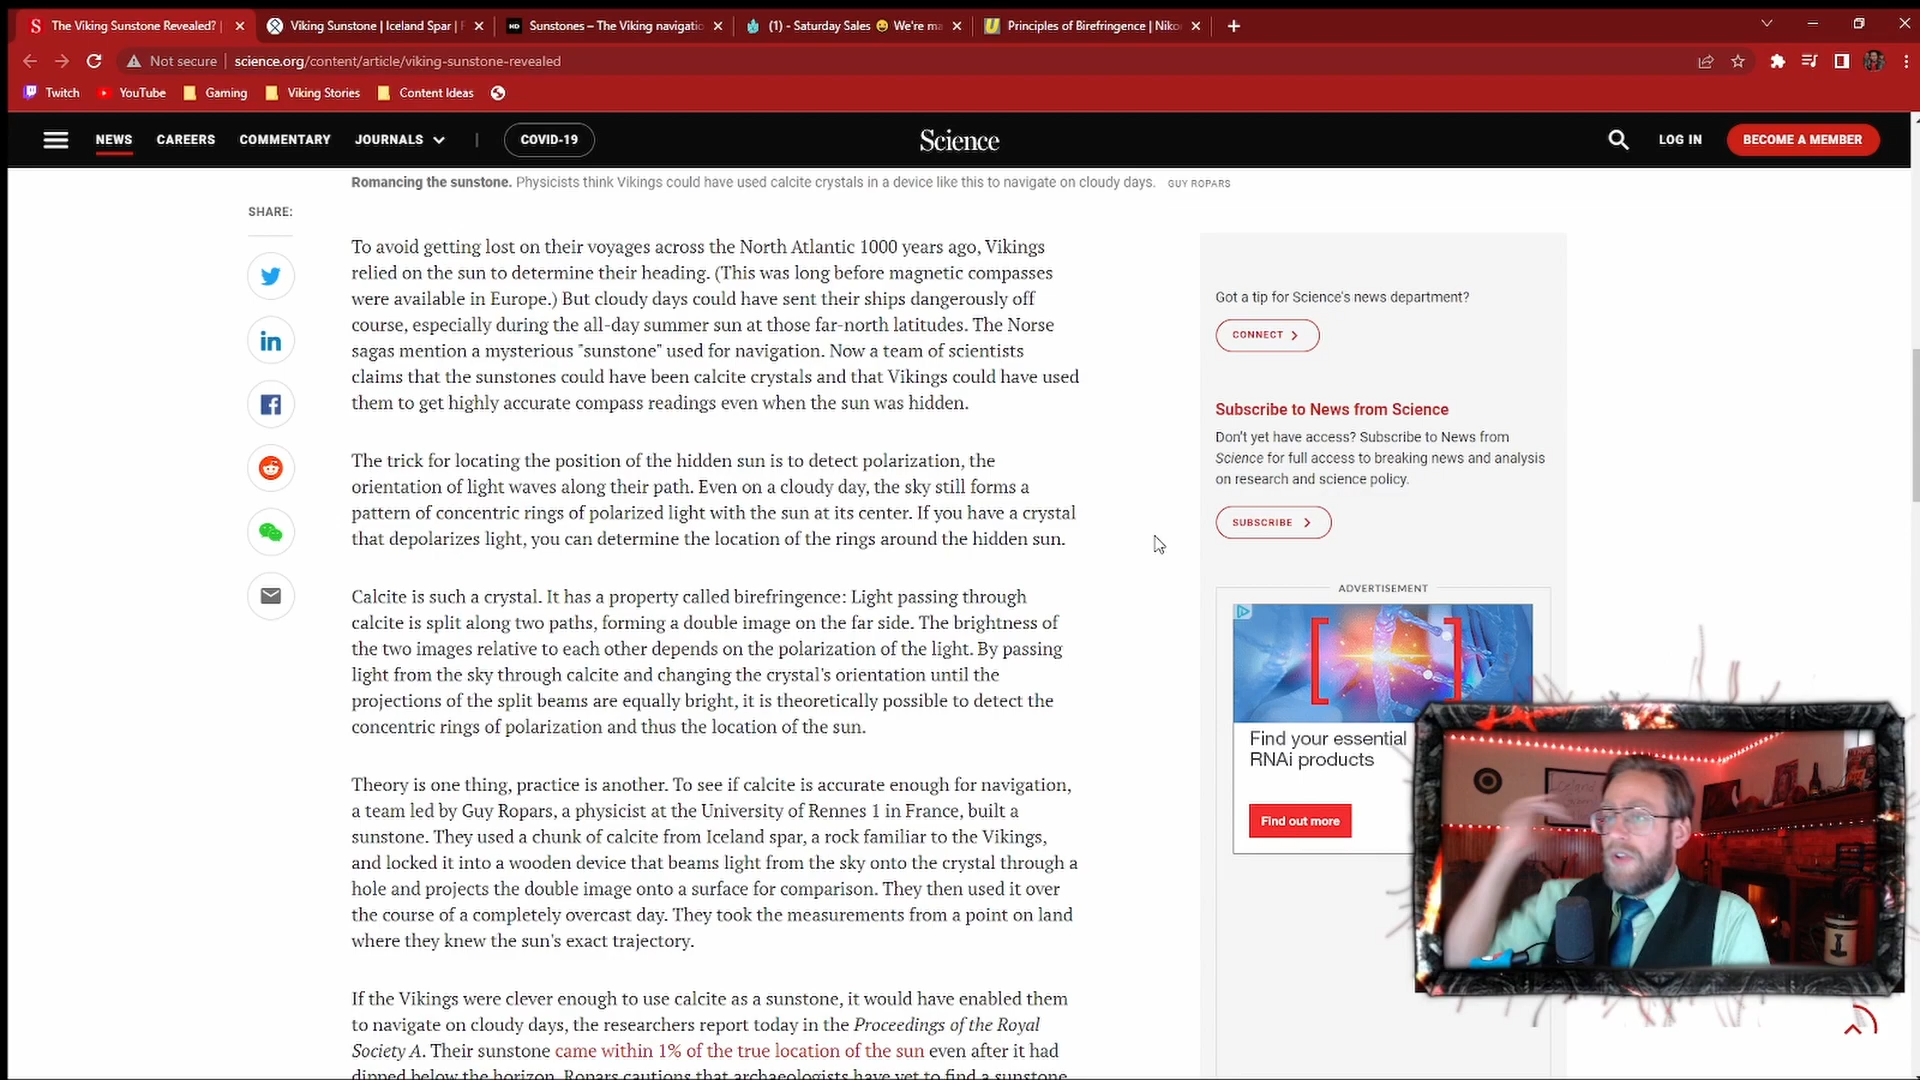 The Viking Sunstone Revealed? |
Viking Sunstone | Iceland Spar | F
Sunstones – The Viking navigatio
(1) - Saturday Sales 😀 We're ma
Principles of Birefringence | Niko
Not secure | science.org/content/article/viking-sunstone-revealed
Twitch YouTube Gaming Viking Stories Content Ideas
NEWS CAREERS COMMENTARY JOURNALS | COVID-19 Science LOG IN BECOME A MEMBER
Romancing the sunstone. Physicists think Vikings could have used calcite crystals in a device like this to navigate on cloudy days. GUY ROPARS
SHARE:
To avoid getting lost on their voyages across the North Atlantic 1000 years ago, Vikings
relied on the sun to determine their heading. (This was long before magnetic compasses
were available in Europe.) But cloudy days could have sent their ships dangerously off
course, especially during the all-day summer sun at those far-north latitudes. The Norse
sagas mention a mysterious "sunstone" used for navigation. Now a team of scientists
claims that the sunstones could have been calcite crystals and that Vikings could have used
them to get highly accurate compass readings even when the sun was hidden.
The trick for locating the position of the hidden sun is to detect polarization, the
orientation of light waves along their path. Even on a cloudy day, the sky still forms a
pattern of concentric rings of polarized light with the sun at its center. If you have a crystal
that depolarizes light, you can determine the location of the rings around the hidden sun.
Calcite is such a crystal. It has a property called birefringence: Light passing through
calcite is split along two paths, forming a double image on the far side. The brightness of
the two images relative to each other depends on the polarization of the light. By passing
light from the sky through calcite and changing the crystal's orientation until the
projections of the split beams are equally bright, it is theoretically possible to detect the
concentric rings of polarization and thus the location of the sun.
Theory is one thing, practice is another. To see if calcite is accurate enough for navigation,
a team led by Guy Ropars, a physicist at the University of Rennes 1 in France, built a
sunstone. They used a chunk of calcite from Iceland spar, a rock familiar to the Vikings,
and locked it into a wooden device that beams light from the sky onto the crystal through a
hole and projects the double image onto a surface for comparison. They then used it over
the course of a completely overcast day. They took the measurements from a point on land
where they knew the sun's exact trajectory.
If the Vikings were clever enough to use calcite as a sunstone, it would have enabled them
to navigate on cloudy days, the researchers report today in the Proceedings of the Royal
Society A. Their sunstone came within 1% of the true location of the sun even after it had
dipped below the horizon. Ropars cautions that archaeologists have yet to find a sunstone
Got a tip for Science's news department?
CONNECT
Subscribe to News from Science
Don't yet have access? Subscribe to News from
Science for full access to breaking news and analysis
on research and science policy.
SUBSCRIBE
ADVERTISEMENT
Find your essential
RNAi products
Find out more